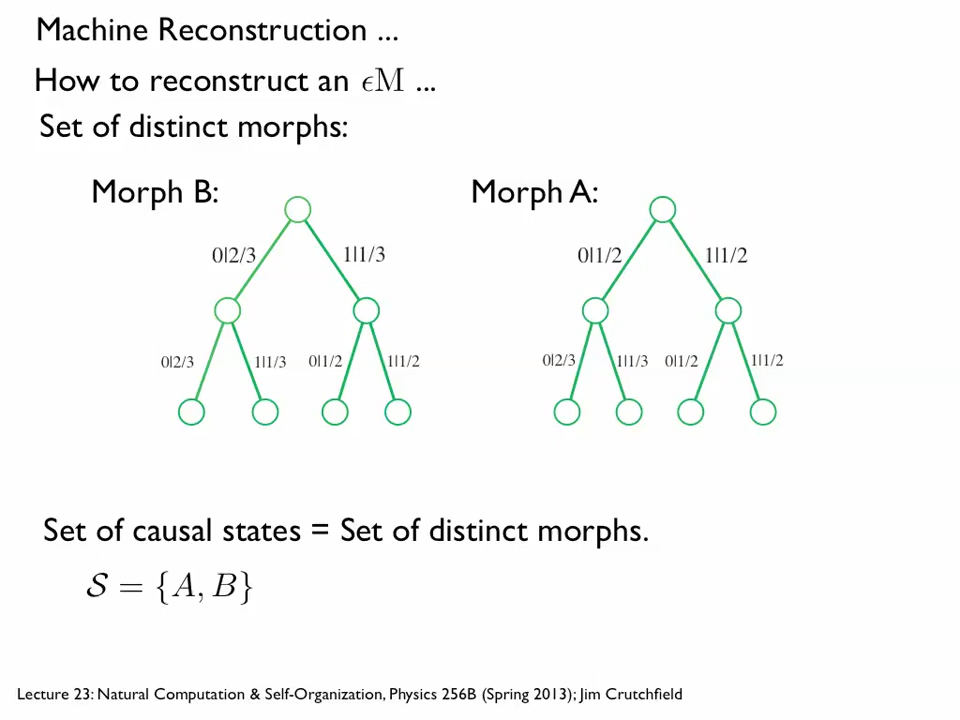 Machine Reconstruction ...
How to reconstruct an ϵM ...
Set of distinct morphs:
Morph B:
Morph A:
0|2/3
1|1/3
0|1/2
1|1/2
0|2/3
1|1/3
0|1/2
1|1/2
0|2/3
1|1/3
0|1/2
1|1/2
Set of causal states = Set of distinct morphs.
𝒮 = {A, B}
Lecture 23: Natural Computation & Self-Organization, Physics 256B (Spring 2013); Jim Crutchfield